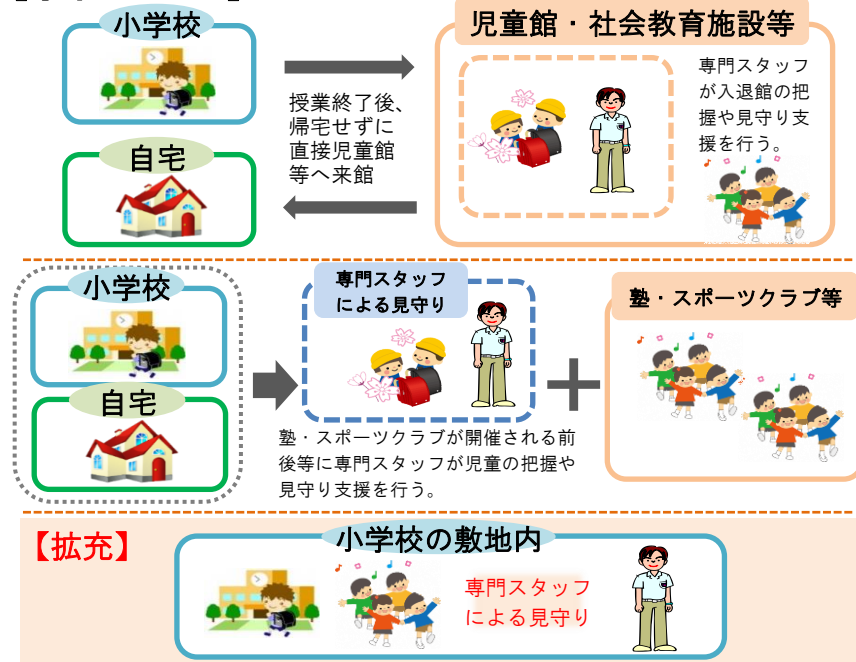 小学校
児童館・社会教育施設等
専門スタッフ
が入退館の把
握や見守り支
援を行う。
授業終了後、
帰宅せずに
直接児童館
等へ来館
自宅
小学校
自宅
専門スタッフ
による見守り
塾・スポーツクラブ等
塾・スポーツクラブが開催される前
後等に専門スタッフが児童の把握や
見守り支援を行う。
【拡充】
小学校の敷地内
専門スタッフ
による見守り